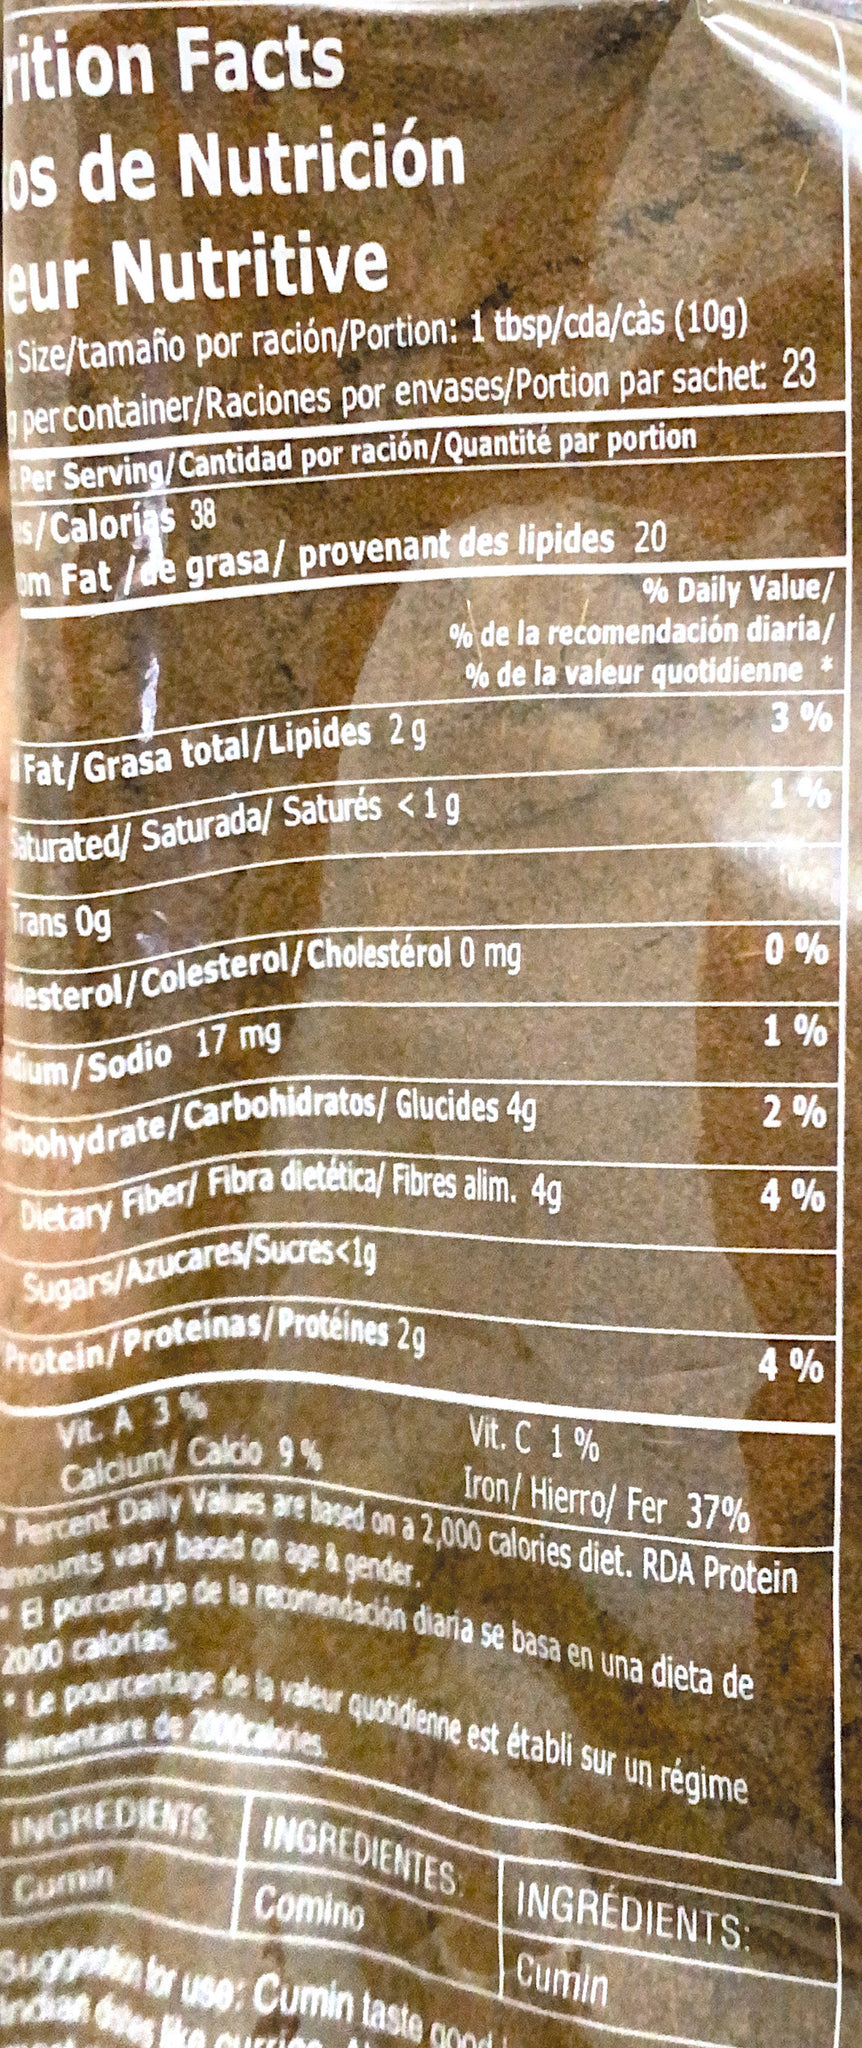 rition Facts
os de Nutrición
eur Nutritive
Size/tamaño por ración/Portion: 1 tbsp/cda/càs (10g)
per container/Raciones por envases/Portion par sachet: 23
Per Serving/Cantidad por ración/Quantité par portion
s/Calorías 38
om Fat /de grasa/ provenant des lipides 20
% Daily Value/
% de la recomendación diaria/
% de la valeur quotidienne *
Fat/Grasa total/Lipides 2 g 3 %
Saturated/ Saturada/ Saturés <1 g 1 %
Trans 0g
olesterol/Colesterol/Cholestérol 0 mg 0 %
dium/Sodio 17 mg 1 %
rbohydrate/Carbohidratos/ Glucides 4g 2 %
Dietary Fiber/ Fibra dietética/ Fibres alim. 4g 4 %
Sugars/Azucares/Sucres<1g
Protein/Proteínas/Protéines 2g 4 %
Vit. A 3 % Vit. C 1 %
Calcium/ Calcio 9 % Iron/ Hierro/ Fer 37%
* Percent Daily Values are based on a 2,000 calories diet. RDA Protein
amounts vary based on age & gender.
* El porcentaje de la recomendación diaria se basa en una dieta de
2000 calorías.
* Le pourcentage de la valeur quotidienne est établi sur un régime
alimentaire de 2000calories.
INGREDIENTS: INGREDIENTES: INGRÉDIENTS:
Cumin Comino Cumin
Suggestion for use: Cumin taste good
Indian dishes like curries.